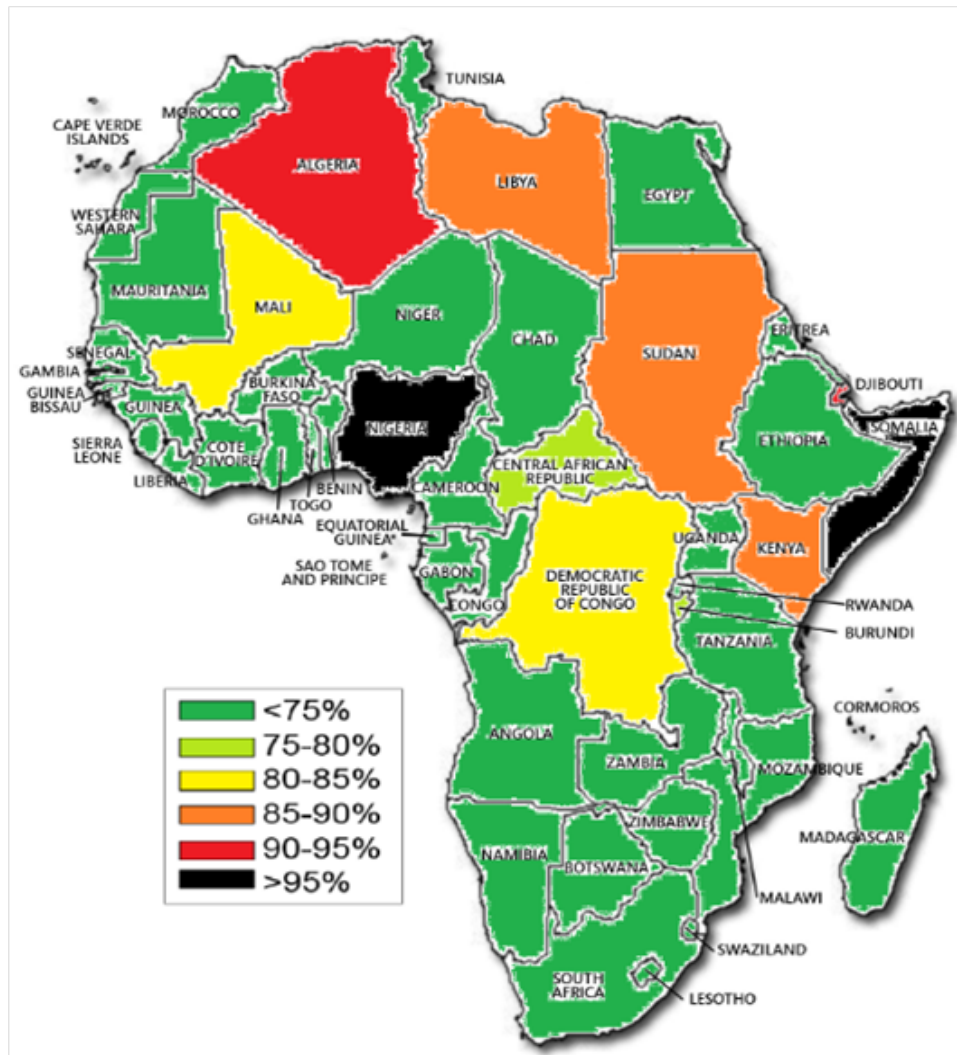 TUNISIA
MOROCCO
CAPE VERDE
ISLANDS
ALGERIA
LIBYA
EGYPT
WESTERN
SAHARA
MAURITANIA
MALI
NIGER
CHAD
SUDAN
ERITREA
SENEGAL
GAMBIA
GUINEA
BISSAU
GUINEA
BURKINA
FASO
DJIBOUTI
SOMALIA
NIGERIA
ETHIOPIA
SIERRA
LEONE
COTE
D'IVOIRE
CENTRAL AFRICAN
REPUBLIC
LIBERIA
BENIN
CAMEROON
TOGO
GHANA
EQUATORIAL
GUINEA
UGANDA
KENYA
SAO TOME
AND PRINCIPE
GABON
DEMOCRATIC
REPUBLIC
OF CONGO
CONGO
RWANDA
BURUNDI
TANZANIA
<75%
75-80%
80-85%
85-90%
90-95%
>95%
CORMOROS
ANGOLA
ZAMBIA
MOZAMBIQUE
ZIMBABWE
MADAGASCAR
NAMIBIA
BOTSWANA
MALAWI
SWAZILAND
SOUTH
AFRICA
LESOTHO